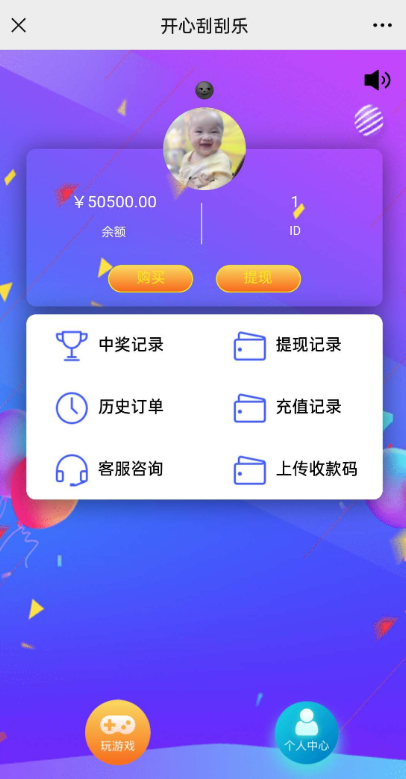 开心刮刮乐
￥50500.00
1
余额
ID
购买
提现
中奖记录
提现记录
历史订单
充值记录
客服咨询
上传收款码
玩游戏
个人中心